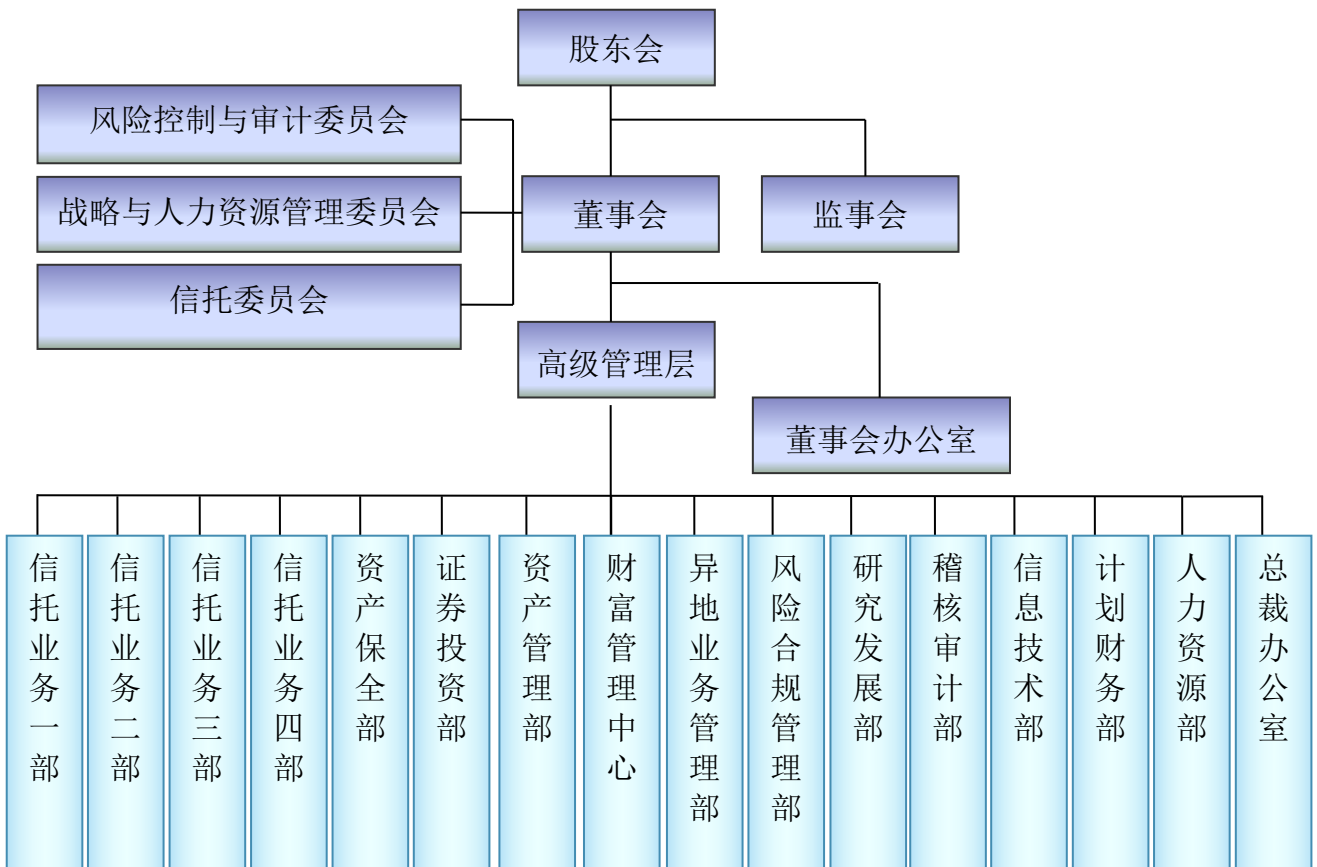 股东会
风险控制与审计委员会
战略与人力资源管理委员会
董事会
监事会
信托委员会
高级管理层
董事会办公室
信托业务一部
信托业务二部
信托业务三部
信托业务四部
资产保全部
证券投资部
资产管理部
财富管理中心
异地业务管理部
风险合规管理部
研究发展部
稽核审计部
信息技术部
计划财务部
人力资源部
总裁办公室